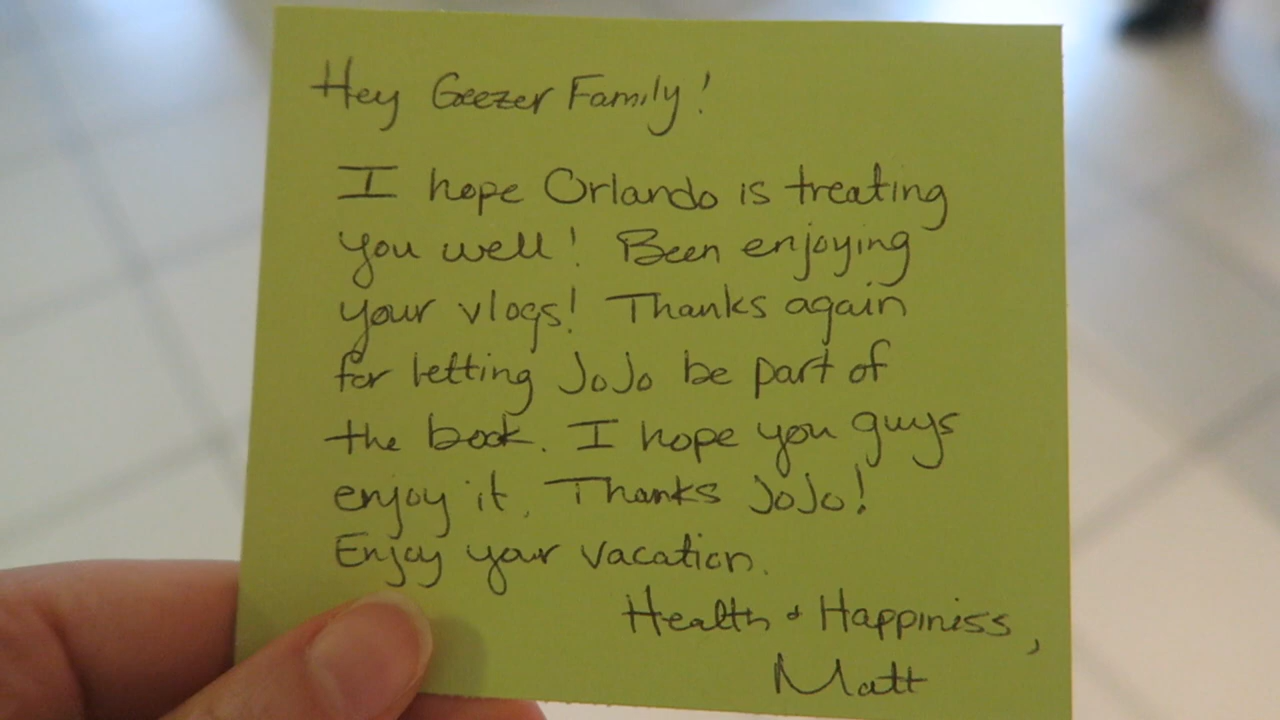 Hey Geezer Family!
I hope Orlando is treating
you well! Been enjoying
your vlogs! Thanks again
for letting JoJo be part of
the book. I hope you guys
enjoy it. Thanks JoJo!
Enjoy your vacation.
Health + Happiness,
Matt